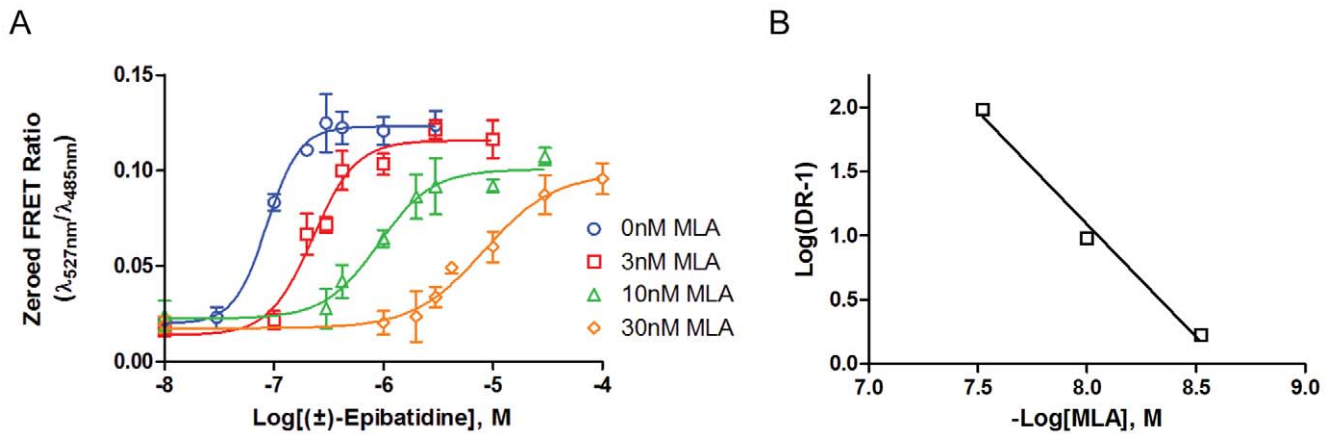 A
Zeroed FRET Ratio
(λ527nm/λ485nm)
0.15
0.10
0.05
0.00
-8 -7 -6 -5 -4
Log[(±)-Epibatidine], M
0nM MLA
3nM MLA
10nM MLA
30nM MLA
B
Log(DR-1)
2.0
1.5
1.0
0.5
0.0
7.0 7.5 8.0 8.5 9.0
-Log[MLA], M